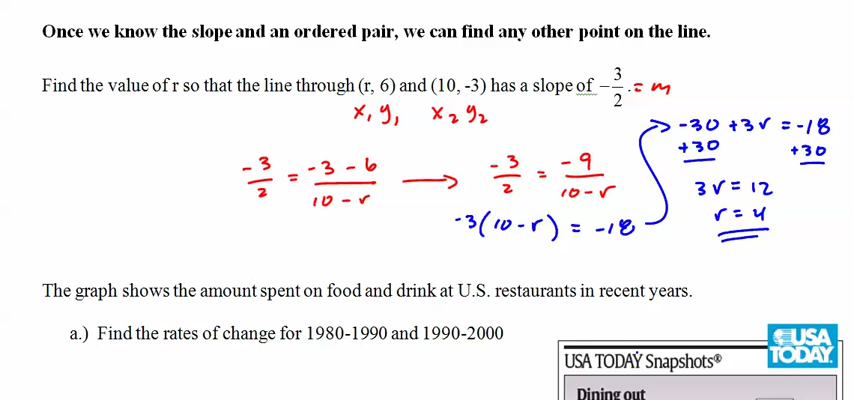 Once we know the slope and an ordered pair, we can find any other point on the line.
Find the value of r so that the line through (r, 6) and (10, -3) has a slope of -3/2. = m
x, y, x2 y2
-3/2 = -3 - 6/10 - r → -3/2 = -9/10 - r
-3(10 - r) = -18
-30 + 3r = -18
+30 +30
3r = 12
r = 4
The graph shows the amount spent on food and drink at U.S. restaurants in recent years.
a.) Find the rates of change for 1980-1990 and 1990-2000
USA TODAY.
USA TODAY Snapshots®
Dining out